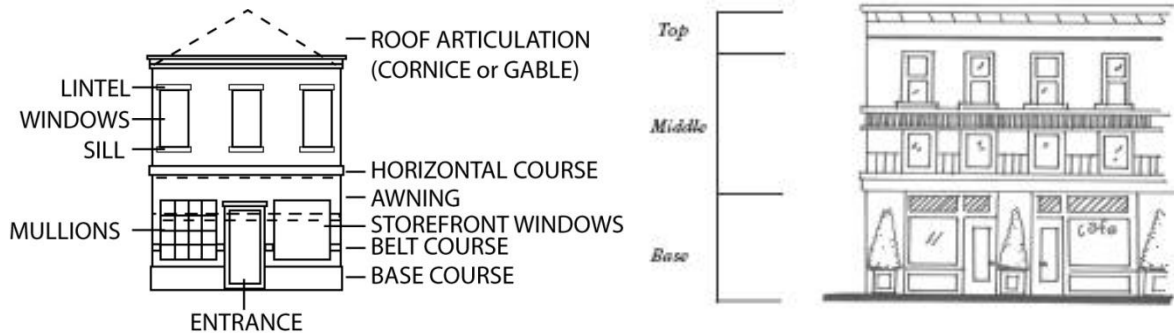 ROOF ARTICULATION
(CORNICE or GABLE)
LINTEL
WINDOWS
SILL
HORIZONTAL COURSE
AWNING
STOREFRONT WINDOWS
MULLIONS
BELT COURSE
BASE COURSE
ENTRANCE
Top
Middle
Base
Cafe